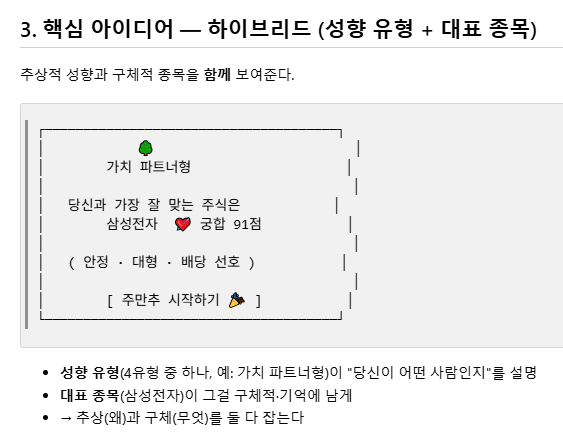 3. 핵심 아이디어 — 하이브리드 (성향 유형 + 대표 종목)
추상적 성향과 구체적 종목을 함께 보여준다.
🌳
가치 파트너형
당신과 가장 잘 맞는 주식은
삼성전자 💘 궁합 91점
( 안정 · 대형 · 배당 선호 )
[ 주만추 시작하기 🎉 ]
• 성향 유형(4유형 중 하나, 예: 가치 파트너형)이 "당신이 어떤 사람인지"를 설명
• 대표 종목(삼성전자)이 그걸 구체적·기억에 남게
• → 추상(왜)과 구체(무엇)를 둘 다 잡는다